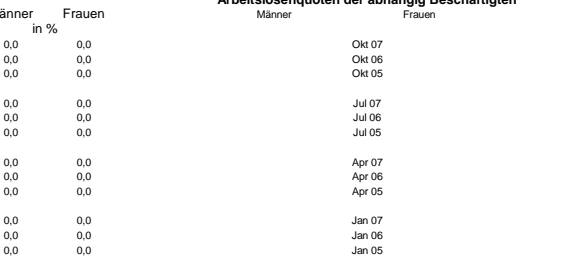 Arbeitslosenquoten der abhängig Beschäftigten
Männer Frauen Männer Frauen
in %
0,0 0,0 Okt 07
0,0 0,0 Okt 06
0,0 0,0 Okt 05
0,0 0,0 Jul 07
0,0 0,0 Jul 06
0,0 0,0 Jul 05
0,0 0,0 Apr 07
0,0 0,0 Apr 06
0,0 0,0 Apr 05
0,0 0,0 Jan 07
0,0 0,0 Jan 06
0,0 0,0 Jan 05